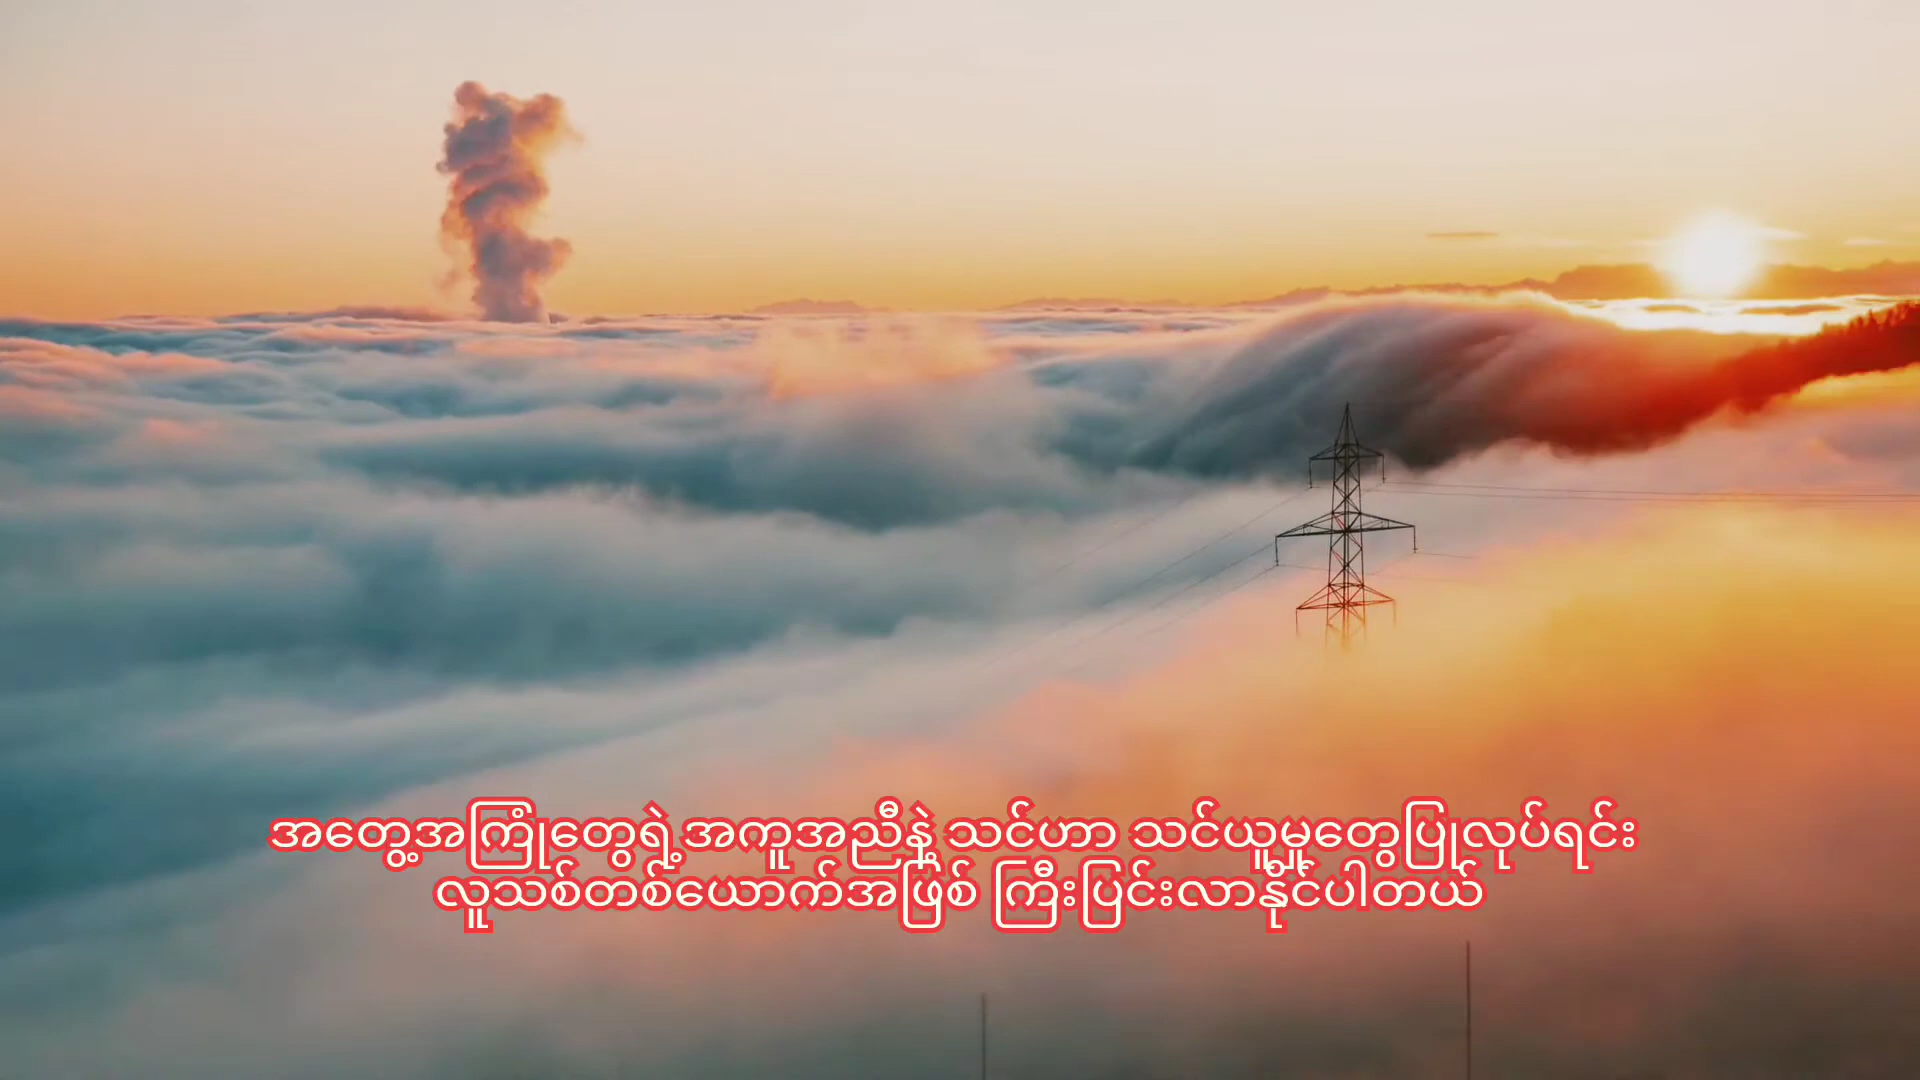 အတွေ့အကြုံတွေရဲ့အကူအညီနဲ့ သင်ဟာ သင်ယူမှုတွေပြုလုပ်ရင်း
လူသစ်တစ်ယောက်အဖြစ် ကြီးပြင်းလာနိုင်ပါတယ်